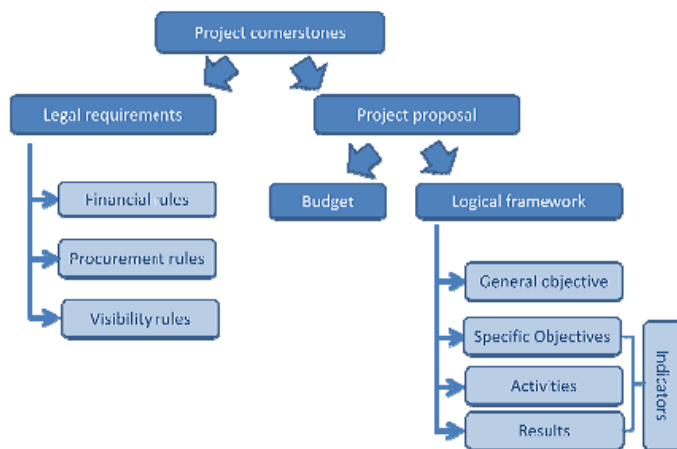 Project cornerstones
Legal requirements
Project proposal
Financial rules
Procurement rules
Visibility rules
Budget
Logical framework
General objective
Specific Objectives
Activities
Results
Indicators